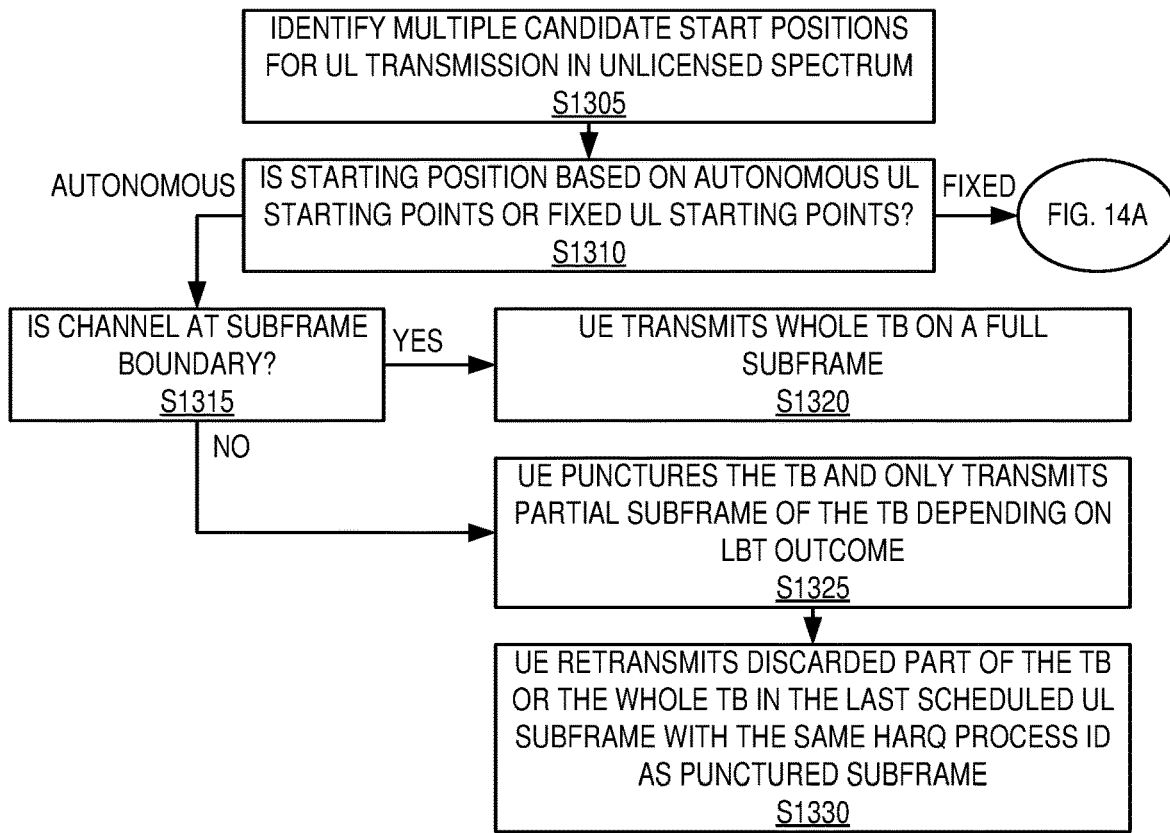 IDENTIFY MULTIPLE CANDIDATE START POSITIONS
FOR UL TRANSMISSION IN UNLICENSED SPECTRUM
S1305
AUTONOMOUS
IS STARTING POSITION BASED ON AUTONOMOUS UL
STARTING POINTS OR FIXED UL STARTING POINTS?
S1310
FIXED
FIG. 14A
IS CHANNEL AT SUBFRAME
BOUNDARY?
S1315
YES
UE TRANSMITS WHOLE TB ON A FULL
SUBFRAME
S1320
NO
UE PUNCTURES THE TB AND ONLY TRANSMITS
PARTIAL SUBFRAME OF THE TB DEPENDING ON
LBT OUTCOME
S1325
UE RETRANSMITS DISCARDED PART OF THE TB
OR THE WHOLE TB IN THE LAST SCHEDULED UL
SUBFRAME WITH THE SAME HARQ PROCESS ID
AS PUNCTURED SUBFRAME
S1330